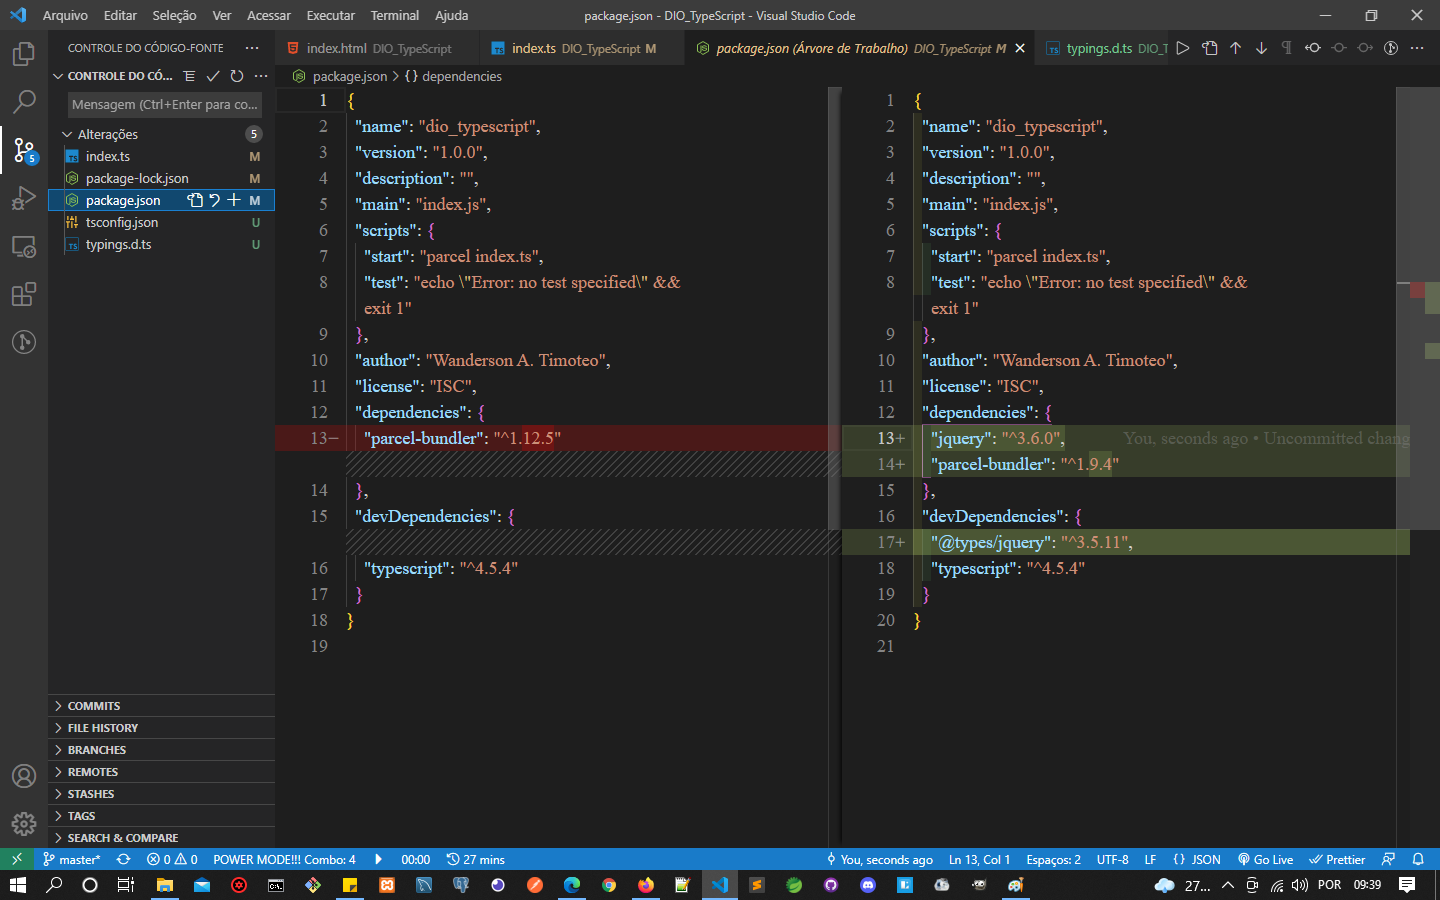 Arquivo Editar Seleção Ver Acessar Executar Terminal Ajuda package.json - DIO_TypeScript - Visual Studio Code
CONTROLE DO CÓDIGO-FONTE ···
index.html DIO_TypeScript
index.ts DIO_TypeScript M
package.json (Árvore de Trabalho) DIO_TypeScript M
typings.d.ts DIO_T
CONTROLE DO CÓ...
package.json > {} dependencies
Mensagem (Ctrl+Enter para co...
Alterações 5
index.ts M
package-lock.json M
package.json M
tsconfig.json U
typings.d.ts U
5
COMMITS
FILE HISTORY
BRANCHES
REMOTES
STASHES
TAGS
SEARCH & COMPARE
1 {
2 "name": "dio_typescript",
3 "version": "1.0.0",
4 "description": "",
5 "main": "index.js",
6 "scripts": {
7 "start": "parcel index.ts",
8 "test": "echo \"Error: no test specified\" &&
exit 1"
9 },
10 "author": "Wanderson A. Timoteo",
11 "license": "ISC",
12 "dependencies": {
13− "parcel-bundler": "^1.12.5"
14 },
15 "devDependencies": {
16 "typescript": "^4.5.4"
17 }
18 }
19
1 {
2 "name": "dio_typescript",
3 "version": "1.0.0",
4 "description": "",
5 "main": "index.js",
6 "scripts": {
7 "start": "parcel index.ts",
8 "test": "echo \"Error: no test specified\" &&
exit 1"
9 },
10 "author": "Wanderson A. Timoteo",
11 "license": "ISC",
12 "dependencies": {
13+ "jquery": "^3.6.0", You, seconds ago • Uncommitted chang
14+ "parcel-bundler": "^1.9.4"
15 },
16 "devDependencies": {
17+ "@types/jquery": "^3.5.11",
18 "typescript": "^4.5.4"
19 }
20 }
21
master* 0 0 POWER MODE!!! Combo: 4 00:00 27 mins You, seconds ago Ln 13, Col 1 Espaços: 2 UTF-8 LF {} JSON Go Live Prettier
27... POR 09:39